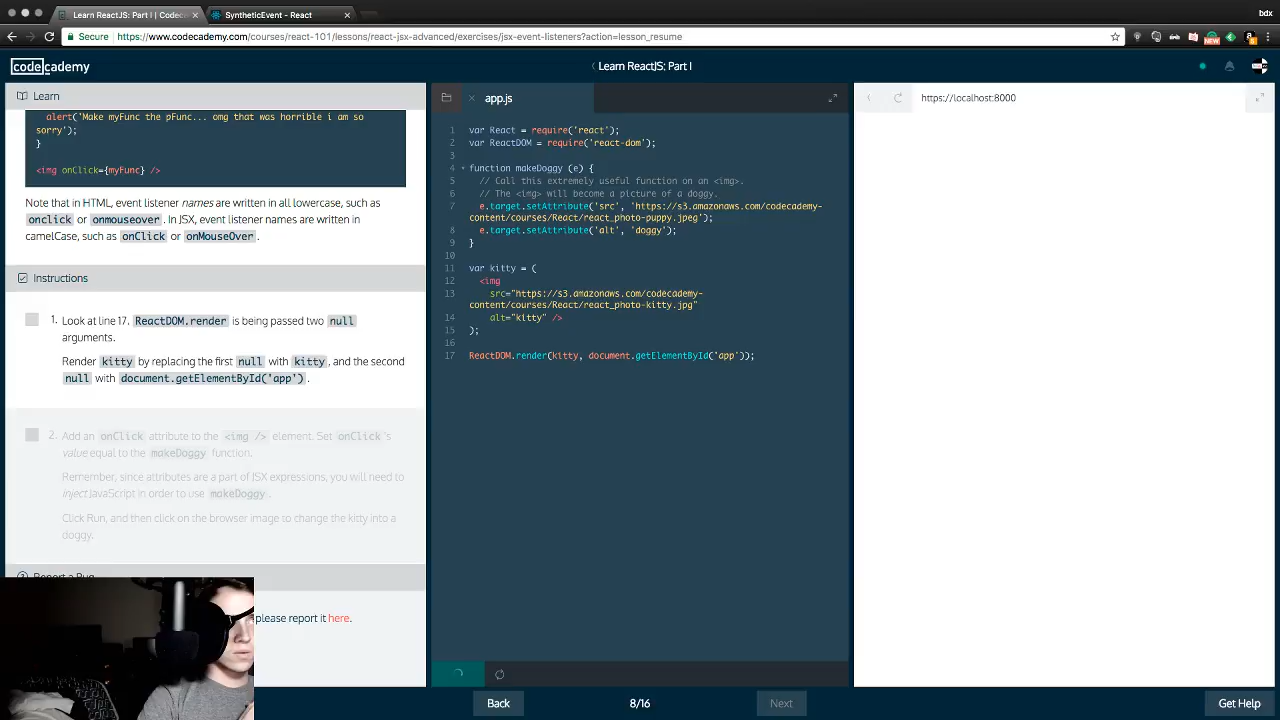 Learn ReactJS: Part I | Codec
SyntheticEvent - React
bdx
Secure
https://www.codecademy.com/courses/react-101/lessons/react-jsx-advanced/exercises/jsx-event-listeners?action=lesson_resume
codecademy
Learn ReactJS: Part I
Learn
alert('Make myFunc the pFunc... omg that was horrible i am so
sorry');
}
<img onClick={myFunc} />
Note that in HTML, event listener names are written in all lowercase, such as
onclick or onmouseover. In JSX, event listener names are written in
camelCase, such as onClick or onMouseOver.
Instructions
1. Look at line 17. ReactDOM.render is being passed two null
arguments.
Render kitty by replacing the first null with kitty, and the second
null with document.getElementById('app').
2. Add an onClick attribute to the <img /> element. Set onClick's
value equal to the makeDoggy function.
Remember, since attributes are a part of JSX expressions, you will need to
inject JavaScript in order to use makeDoggy.
Click Run, and then click on the browser image to change the kitty into a
doggy.
Report a Bug
please report it here.
app.js
1 var React = require('react');
2 var ReactDOM = require('react-dom');
3
4 function makeDoggy (e) {
5 // Call this extremely useful function on an <img>.
6 // The <img> will become a picture of a doggy.
7 e.target.setAttribute('src', 'https://s3.amazonaws.com/codecademy-
content/courses/React/react_photo-puppy.jpeg');
8 e.target.setAttribute('alt', 'doggy');
9 }
10
11 var kitty = (
12 <img
13 src="https://s3.amazonaws.com/codecademy-
content/courses/React/react_photo-kitty.jpg"
14 alt="kitty" />
15 );
16
17 ReactDOM.render(kitty, document.getElementById('app'));
https://localhost:8000
Back
8/16
Next
Get Help